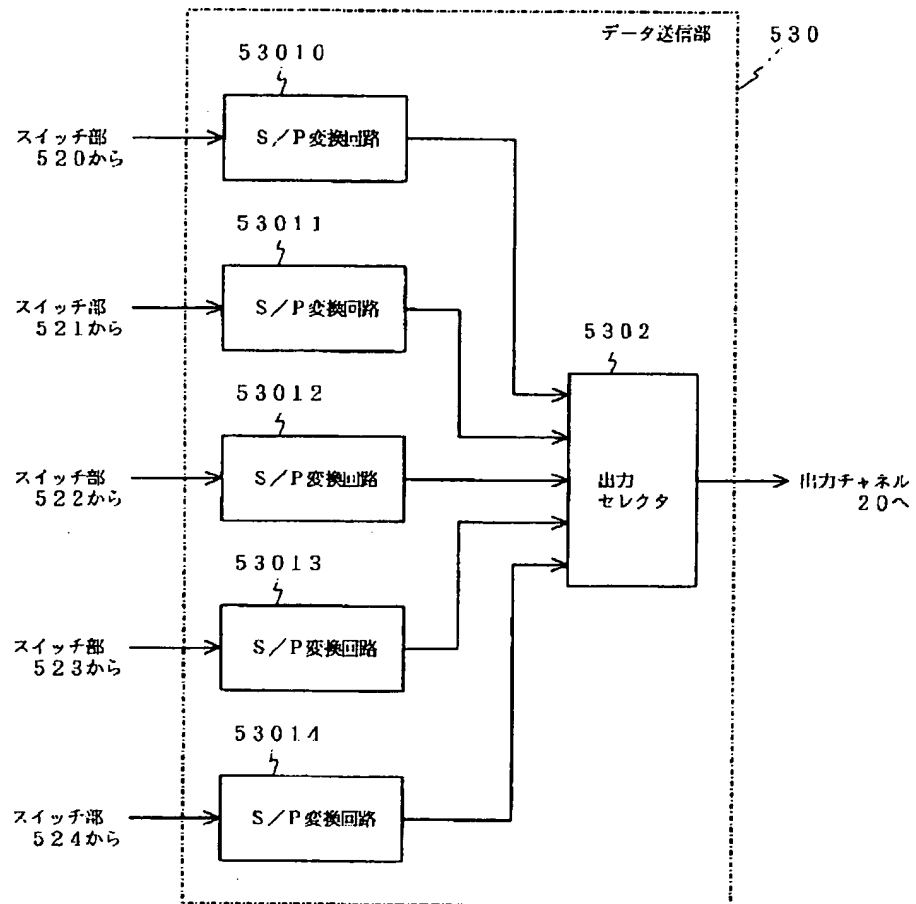 データ送信部
530
53010
S／P変換回路
スイッチ部
520から
53011
S／P変換回路
スイッチ部
521から
5302
出力
セレクタ
出力チャネル
20へ
53012
S／P変換回路
スイッチ部
522から
53013
S／P変換回路
スイッチ部
523から
53014
S／P変換回路
スイッチ部
524から